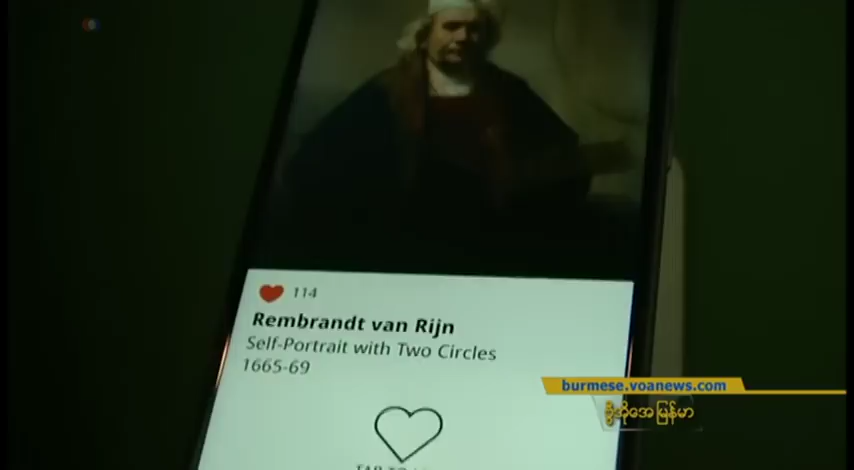 114
Rembrandt van Rijn
Self-Portrait with Two Circles
1665-69
burmese.voanews.com
ဗွီအိုအေမြန်မာ